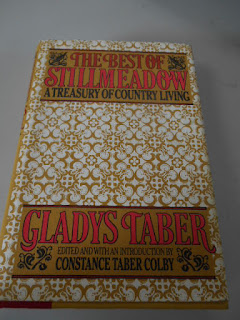 THE BEST OF
STILLMEADOW
A TREASURY OF COUNTRY LIVING
GLADYS TABER
EDITED AND WITH AN INTRODUCTION BY
CONSTANCE TABER COLBY